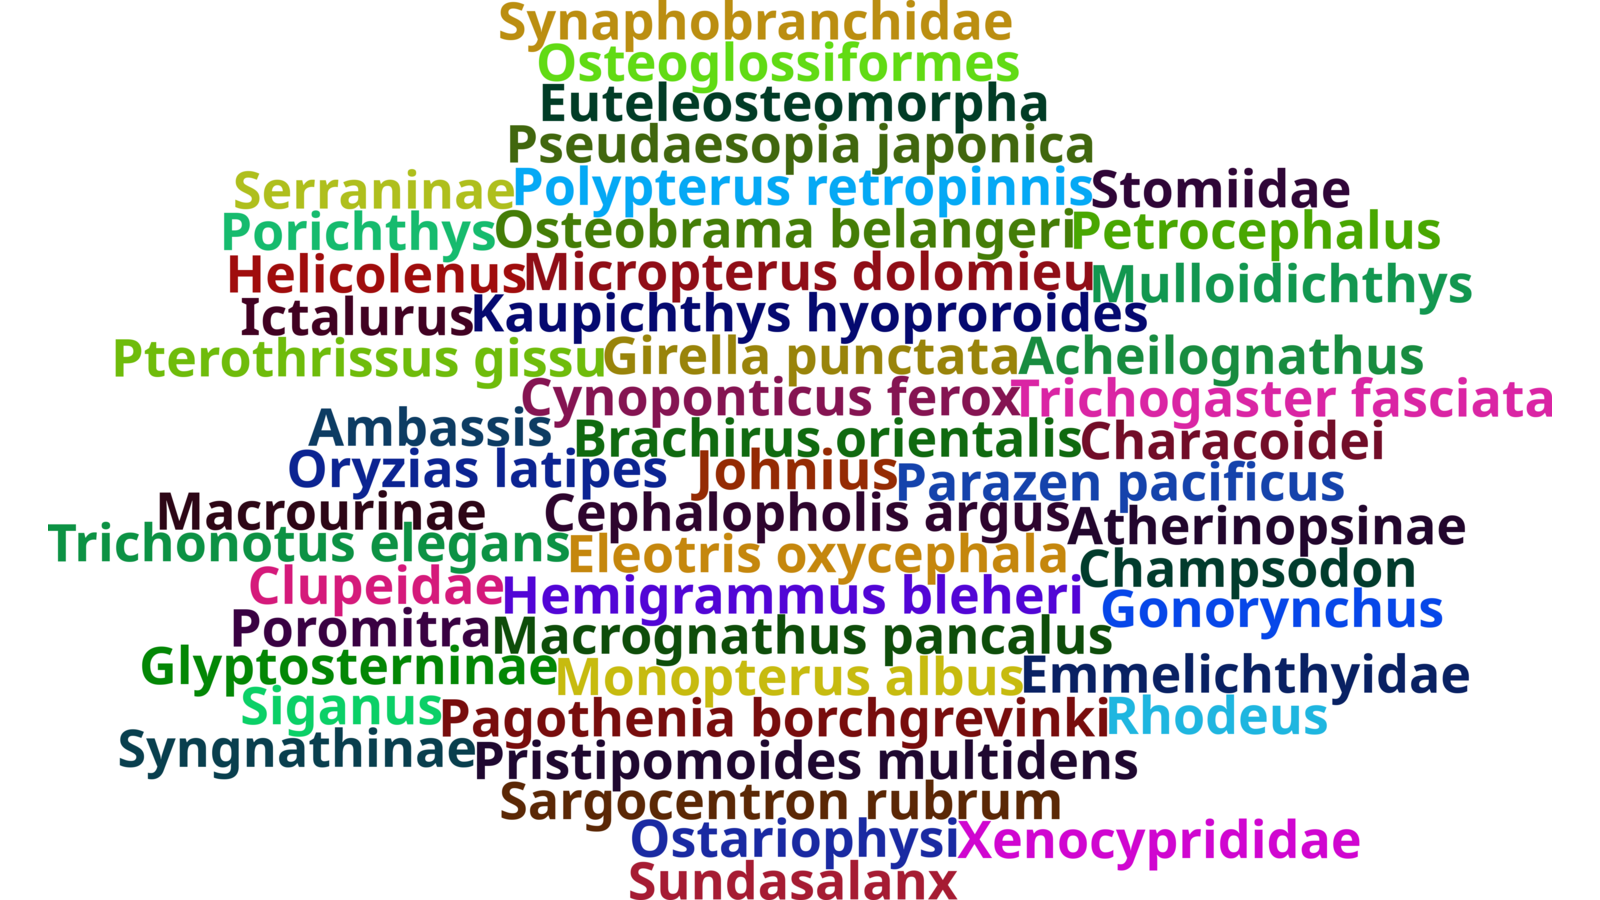 Synaphobranchidae
Osteoglossiformes
Euteleosteomorpha
Pseudaesopia japonica
Serraninae Polypterus retropinnis Stomiidae
Porichthys Osteobrama belangeri Petrocephalus
Helicolenus Micropterus dolomieu Mulloidichthys
Ictalurus Kaupichthys hyoproroides
Pterothrissus gissu Girella punctata Acheilognathus
Cynoponticus ferox Trichogaster fasciata
Ambassis Brachirus orientalis Characoidei
Oryzias latipes Johnius Parazen pacificus
Macrourinae Cephalopholis argus Atherinopsinae
Trichonotus elegans Eleotris oxycephala Champsodon
Clupeidae Hemigrammus bleheri Gonorynchus
Poromitra Macrognathus pancalus
Glyptosterninae Monopterus albus Emmelichthyidae
Siganus Pagothenia borchgrevinki Rhodeus
Syngnathinae Pristipomoides multidens
Sargocentron rubrum
Ostariophysi Xenocyprididae
Sundasalanx